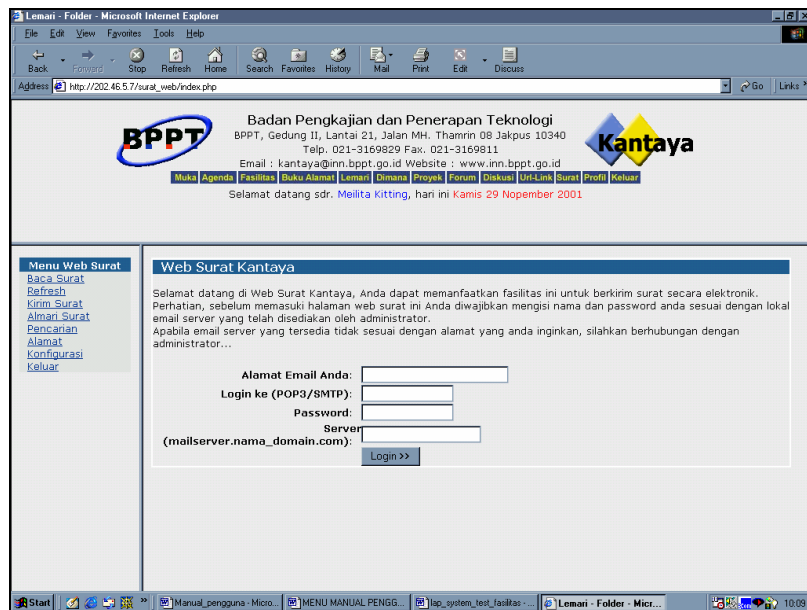 Lemari - Folder - Microsoft Internet Explorer
File Edit View Favorites Tools Help
Back Forward Stop Refresh Home Search Favorites History Mail Print Edit Discuss
Address http://202.46.5.7/surat_web/index.php Go Links »
BPPT
Badan Pengkajian dan Penerapan Teknologi
BPPT, Gedung II, Lantai 21, Jalan MH. Thamrin 08 Jakpus 10340
Telp. 021-3169829 Fax. 021-3169811
Email : kantaya@inn.bppt.go.id Website : www.inn.bppt.go.id
Kantaya
Muka Agenda Fasilitas Buku Alamat Lemari Dimana Proyek Forum Diskusi Url-Link Surat Profil Keluar
Selamat datang sdr. Meilita Kitting, hari ini Kamis 29 Nopember 2001
Menu Web Surat
Baca Surat
Refresh
Kirim Surat
Almari Surat
Pencarian
Alamat
Konfigurasi
Keluar
Web Surat Kantaya
Selamat datang di Web Surat Kantaya, Anda dapat memanfaatkan fasilitas ini untuk berkirim surat secara elektronik.
Perhatian, sebelum memasuki halaman web surat ini Anda diwajibkan mengisi nama dan password anda sesuai dengan lokal
email server yang telah disediakan oleh administrator.
Apabila email server yang tersedia tidak sesuai dengan alamat yang anda inginkan, silahkan berhubungan dengan
administrator...
Alamat Email Anda:
Login ke (POP3/SMTP):
Password:
Server
(mailserver.nama_domain.com):
Login >>
Start » Manual_pengguna - Micro... MENU MANUAL PENGG... lap_system_test_fasilitas - ... Lemari - Folder - Micr... 10:09